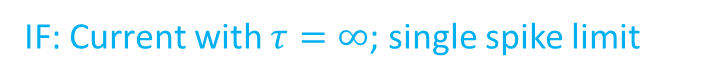 IF: Current with τ = ∞; single spike limit